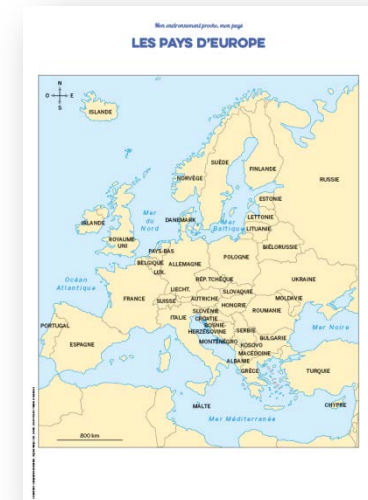 Mon environnement proche, mon pays
LES PAYS D'EUROPE
N
O E
S
ISLANDE
SUÈDE
FINLANDE
NORVÈGE
RUSSIE
ESTONIE
Mer
du
Nord
DANEMARK
Mer
Baltique
LETTONIE
LITUANIE
ISLANDE
ROYAUME-
UNI
BIÉLORUSSIE
PAYS-BAS
POLOGNE
BELGIQUE
ALLEMAGNE
LUX.
Océan
Atlantique
RÉP. TCHÈQUE
UKRAINE
SLOVAQUIE
LIECHT.
FRANCE
SUISSE
AUTRICHE
MOLDAVIE
HONGRIE
SLOVÉNIE
ROUMANIE
ITALIE
CROATIE
BOSNIE-
HERZÉGOVINE
SERBIE
Mer Noire
PORTUGAL
BULGARIE
MONTÉNÉGRO
KOSOVO
ESPAGNE
MACÉDOINE
ALBANIE
GRÈCE
TURQUIE
MALTE
CHYPRE
Mer Méditerranée
800 km